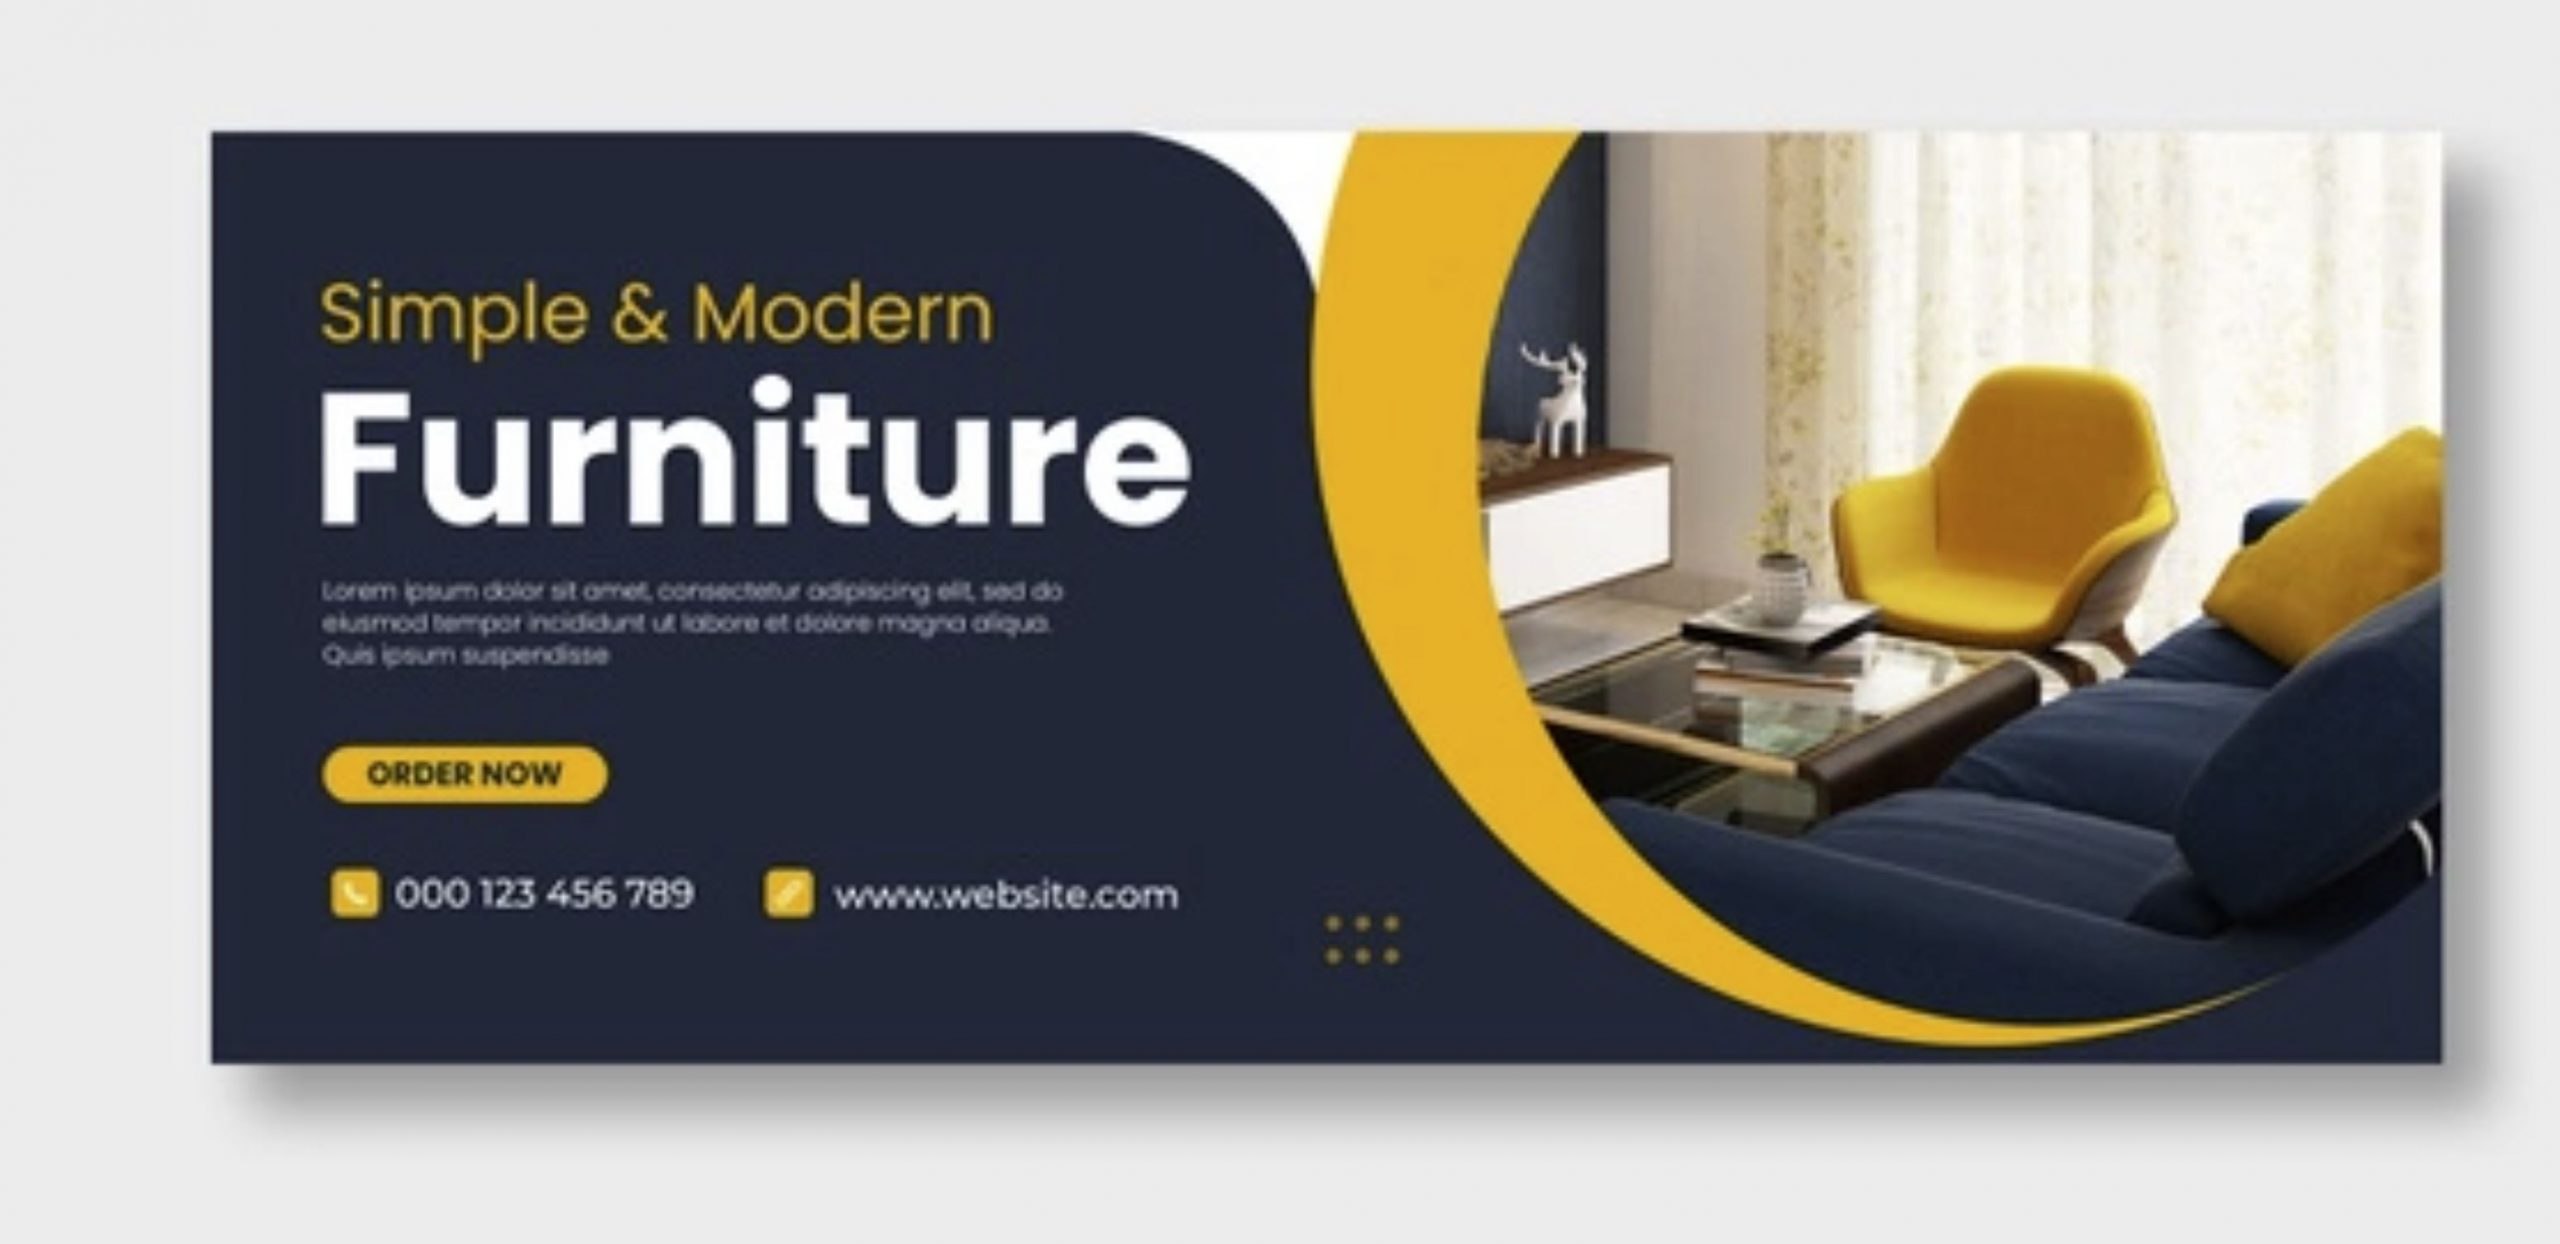 Simple & Modern
Furniture
Lorem ipsum dolor sit amet, consectetur adipiscing elit, sed do
eiusmod tempor incididunt ut labore et dolore magna aliqua.
Quis ipsum suspendisse
ORDER NOW
000 123 456 789
www.website.com